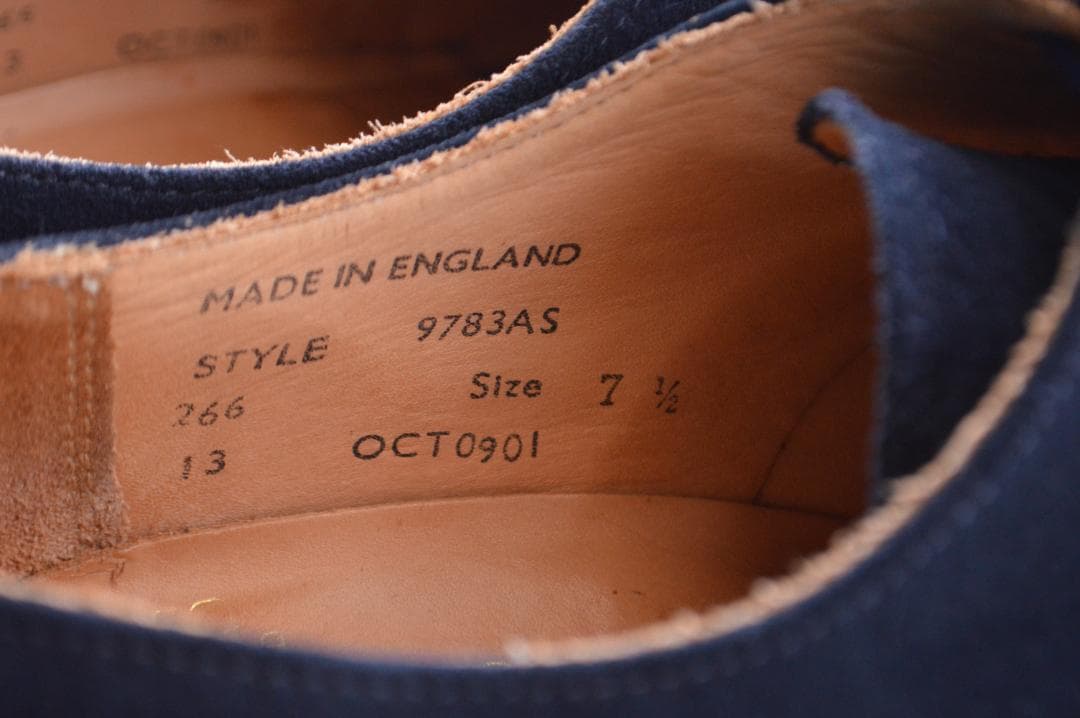 MADE IN ENGLAND
STYLE 9783AS
266 Size 7 ½
13 OCT0901